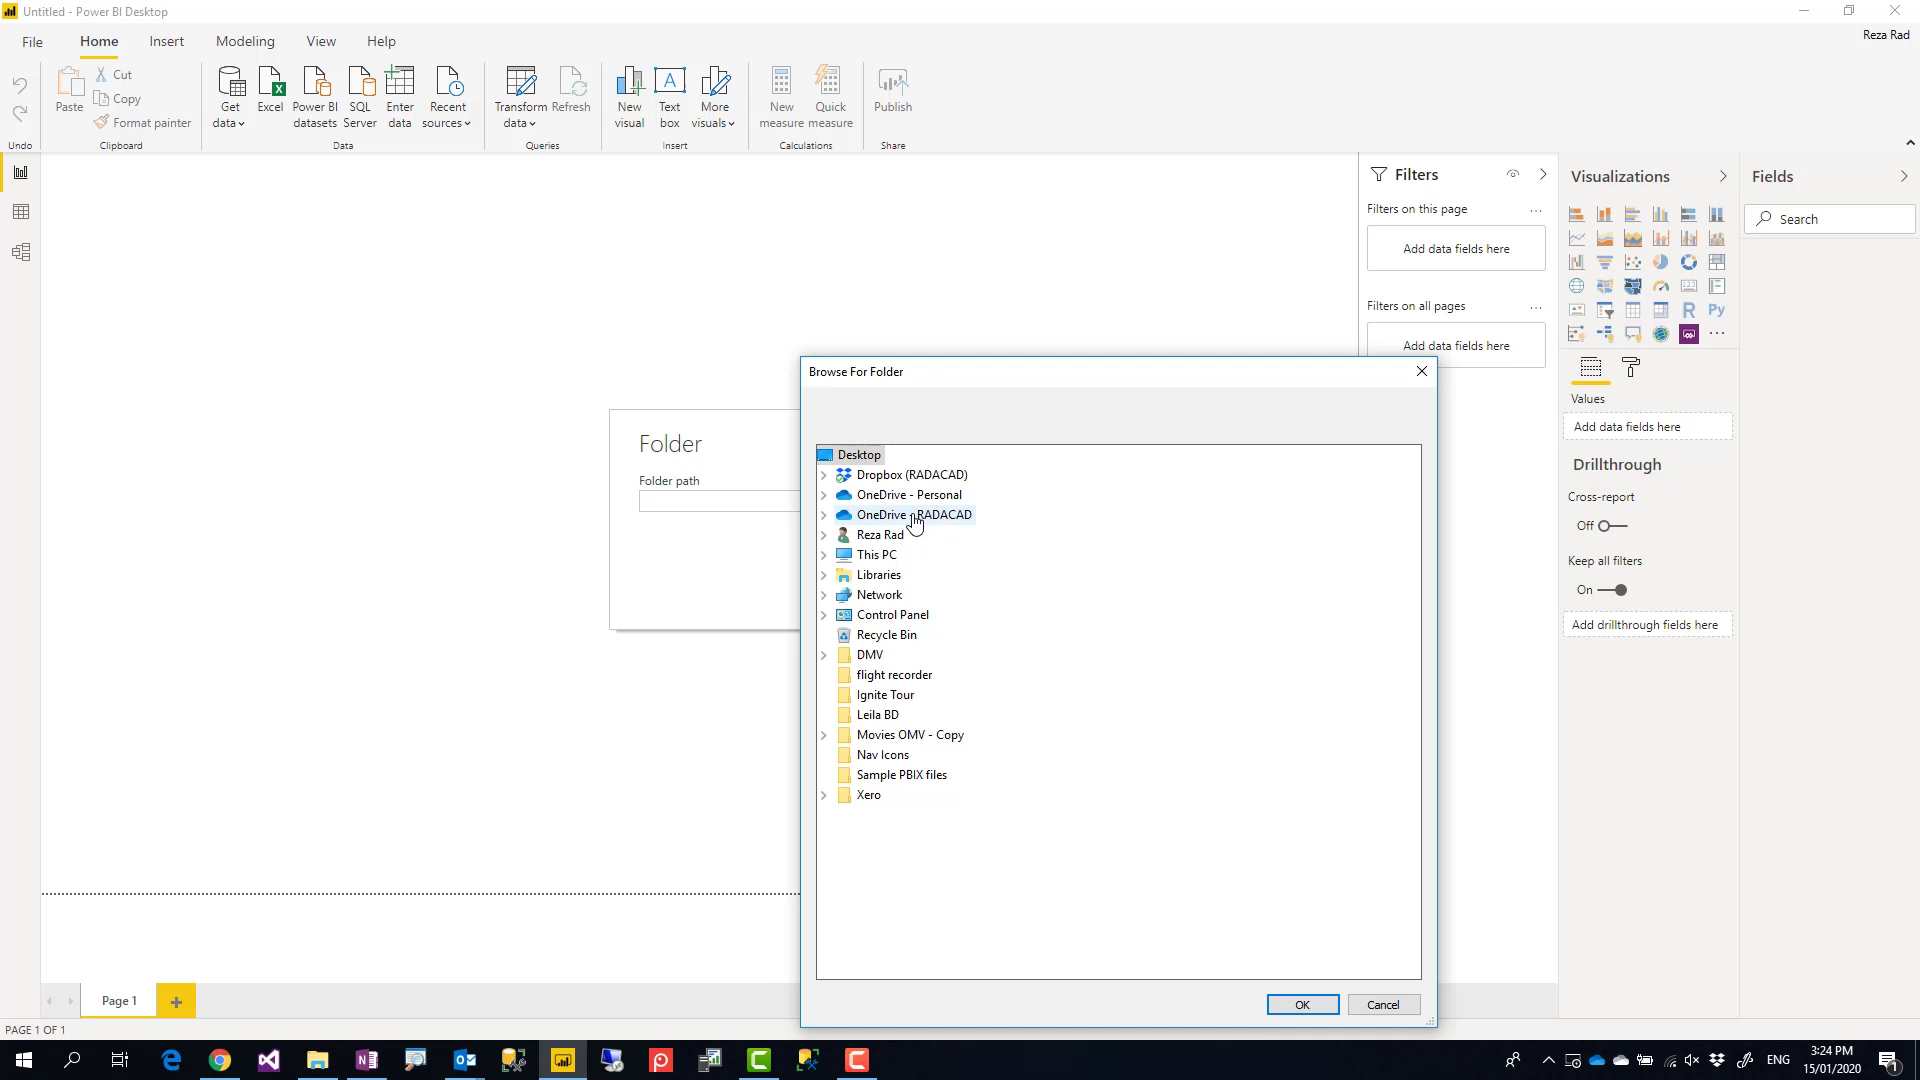 Untitled - Power BI Desktop
Reza Rad
File
Home
Insert
Modeling
View
Help
Cut
Copy
Format painter
Paste
Undo
Clipboard
Get
data
Excel
Power BI
datasets
SQL
Server
Enter
data
Recent
sources
Data
Transform
data
Refresh
Queries
New
visual
Text
box
More
visuals
Insert
New
measure
Quick
measure
Calculations
Publish
Share
Filters
Filters on this page
...
Add data fields here
Filters on all pages
...
Add data fields here
Visualizations
R
Py
...
Values
Add data fields here
Drillthrough
Cross-report
Off
Keep all filters
On
Add drillthrough fields here
Fields
Search
Folder
Folder path
Browse For Folder
Desktop
Dropbox (RADACAD)
OneDrive - Personal
OneDrive - RADACAD
Reza Rad
This PC
Libraries
Network
Control Panel
Recycle Bin
DMV
flight recorder
Ignite Tour
Leila BD
Movies OMV - Copy
Nav Icons
Sample PBIX files
Xero
OK
Cancel
Page 1
PAGE 1 OF 1
ENG
3:24 PM
15/01/2020
1